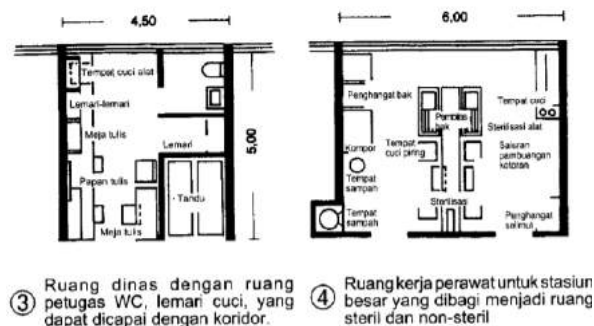 4,50
Tempat cuci alat
Lemari-lemari
Meja tulis
Lemari
Papan tulis
Tandu
Meja tulis
5,00
③ Ruang dinas dengan ruang
petugas WC, lemari cuci, yang
dapat dicapai dengan koridor.
6,00
Penghangat bak
Pembilas
bak
Tempat cuci
Sterilisasi alat
Kompor
Tempat
cuci piring
Saluran
pambuangan
kotoran
Tempat
sampah
Tempat
sampah
Sterilisasi
Penghangat
selimut
④ Ruang kerja perawat untuk stasiun
besar yang dibagi menjadi ruang
steril dan non-steril